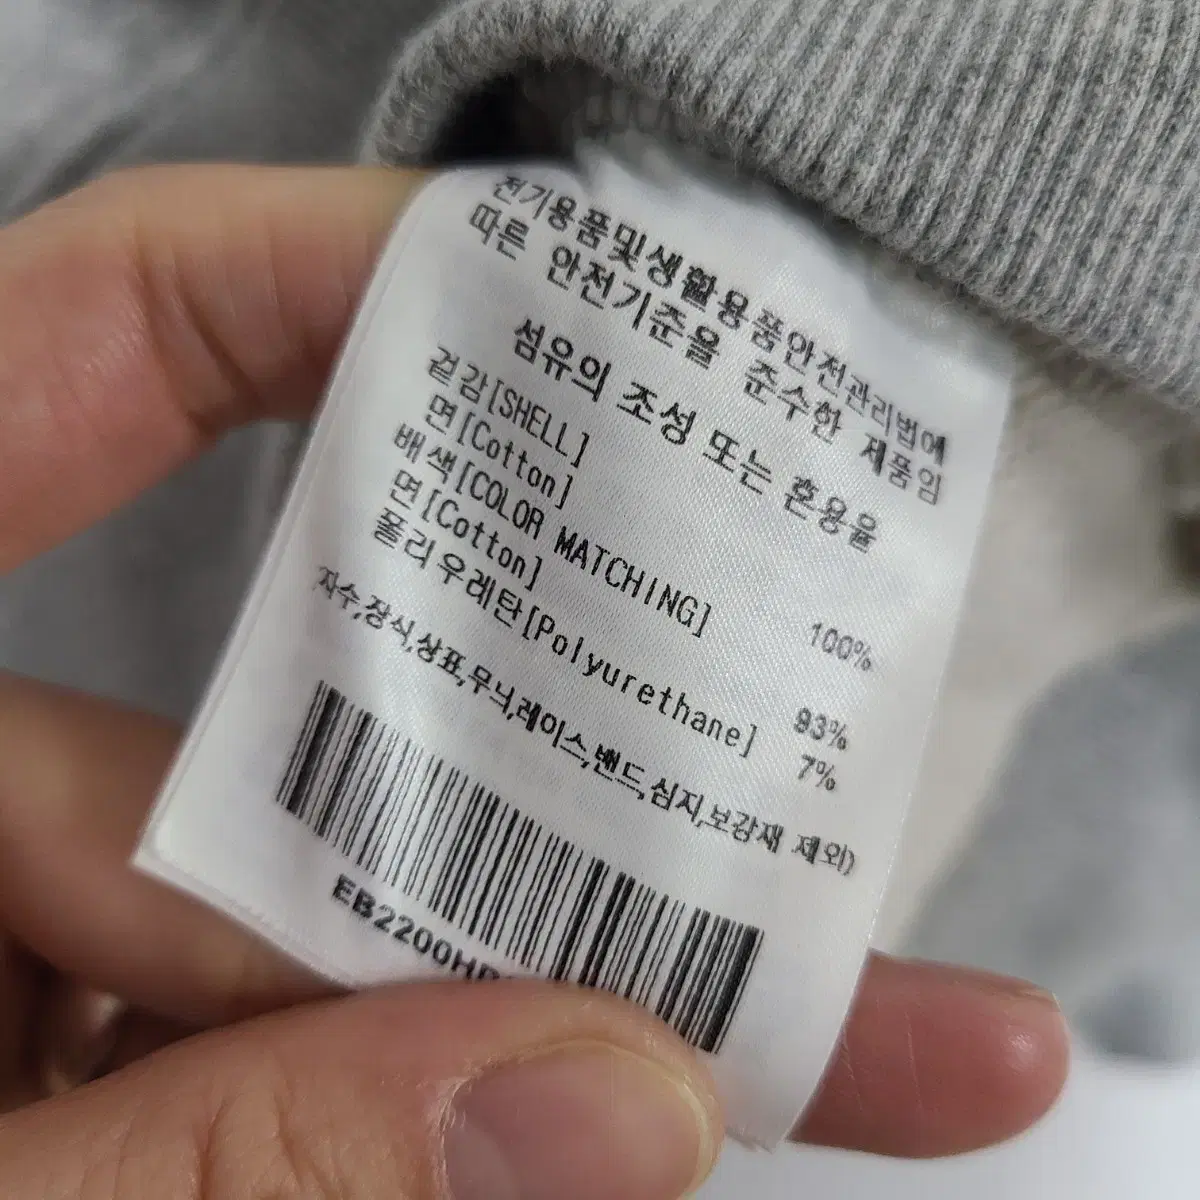 전기용품및생활용품안전관리법에
따른 안전기준을 준수한 제품임
섬유의 조성 또는 혼용율
겉감[SHELL]
면[Cotton] 100%
배색[COLOR MATCHING]
면[Cotton] 93%
폴리우레탄[Polyurethane] 7%
자수,장식,상표,무늬,레이스,밴드,심지,보강재 제외)
EB2200H